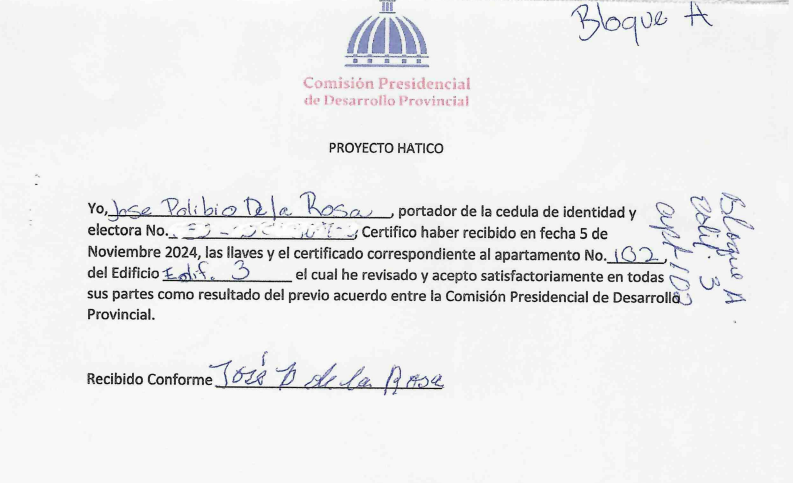 Bloque A
Comisión Presidencial
de Desarrollo Provincial
PROYECTO HATICO
Yo, Jose Polibio De la Rosa, portador de la cedula de identidad y
electora No. Certifico haber recibido en fecha 5 de
Noviembre 2024, las llaves y el certificado correspondiente al apartamento No. 102,
del Edificio Edif. 3 el cual he revisado y acepto satisfactoriamente en todas
sus partes como resultado del previo acuerdo entre la Comisión Presidencial de Desarrollo
Provincial.
Recibido Conforme José P de la Rosa
Bloque A
Edif. 3
apt-102